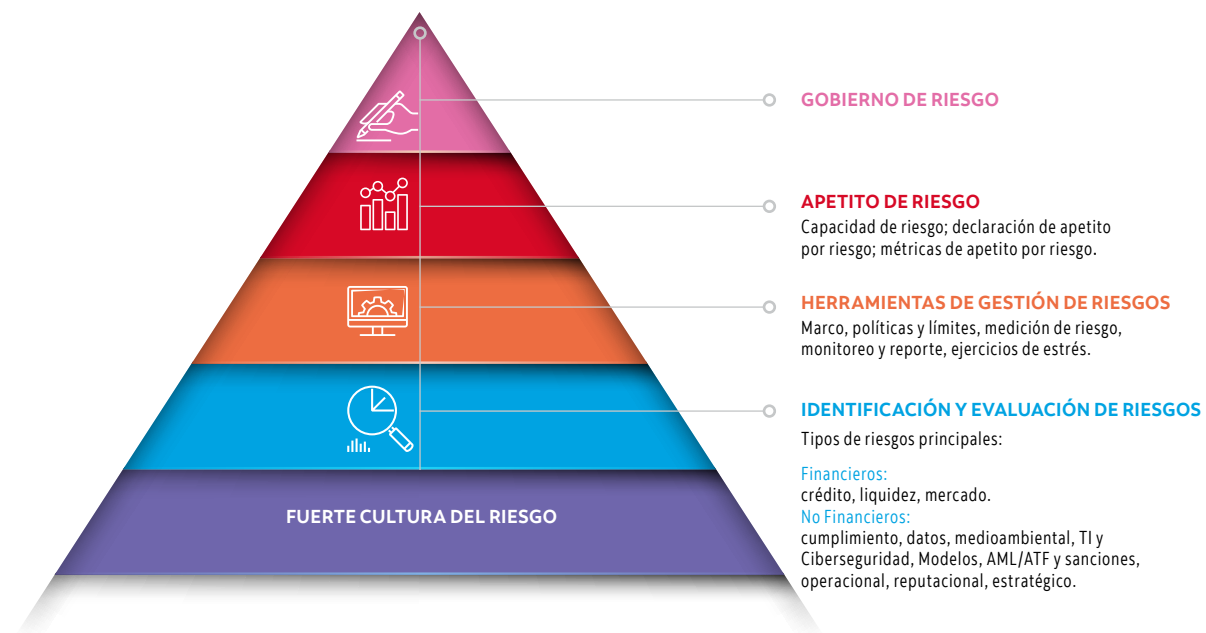 GOBIERNO DE RIESGO
APETITO DE RIESGO
Capacidad de riesgo; declaración de apetito
por riesgo; métricas de apetito por riesgo.
HERRAMIENTAS DE GESTIÓN DE RIESGOS
Marco, políticas y límites, medición de riesgo,
monitoreo y reporte, ejercicios de estrés.
IDENTIFICACIÓN Y EVALUACIÓN DE RIESGOS
Tipos de riesgos principales:
Financieros:
crédito, liquidez, mercado.
No Financieros:
cumplimiento, datos, medioambiental, TI y
Ciberseguridad, Modelos, AML/ATF y sanciones,
operacional, reputacional, estratégico.
FUERTE CULTURA DEL RIESGO